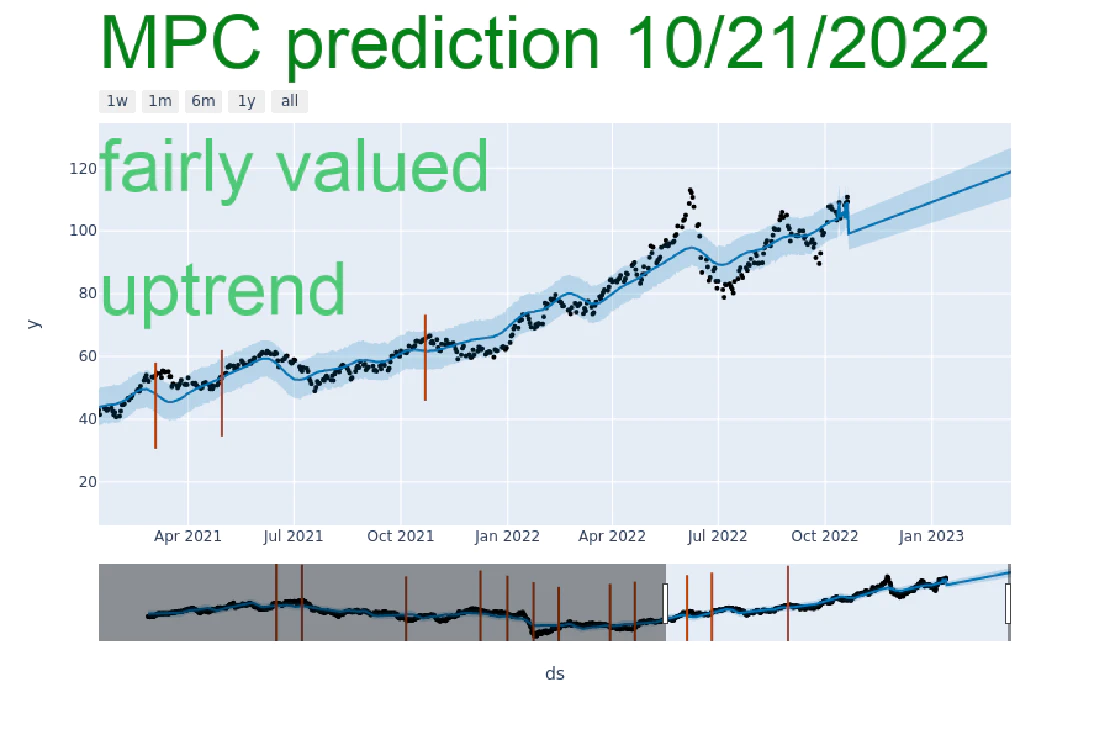 MPC prediction 10/21/2022
1w 1m 6m 1y all
fairly valued
uptrend
120
100
80
60
40
20
y
Apr 2021 Jul 2021 Oct 2021 Jan 2022 Apr 2022 Jul 2022 Oct 2022 Jan 2023
ds